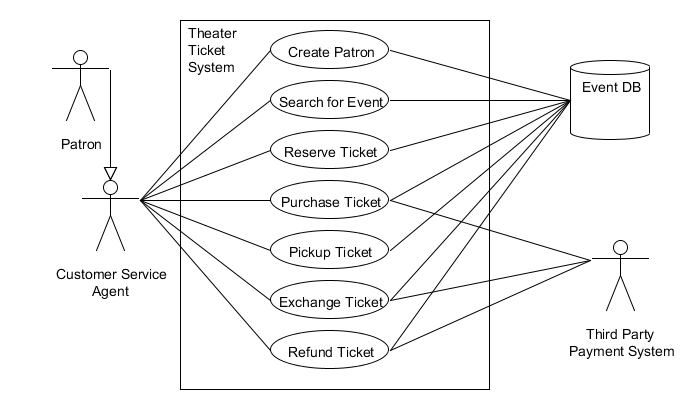 Theater
Ticket
System
Create Patron
Search for Event
Reserve Ticket
Purchase Ticket
Pickup Ticket
Exchange Ticket
Refund Ticket
Patron
Customer Service
Agent
Event DB
Third Party
Payment System